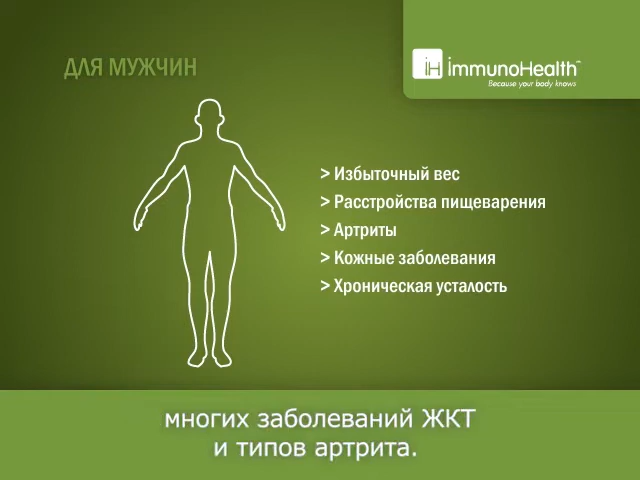 ДЛЯ МУЖЧИН
iH immunoHealth™
Because your body knows
> Избыточный вес
> Расстройства пищеварения
> Артриты
> Кожные заболевания
> Хроническая усталость
многих заболеваний ЖКТ
и типов артрита.